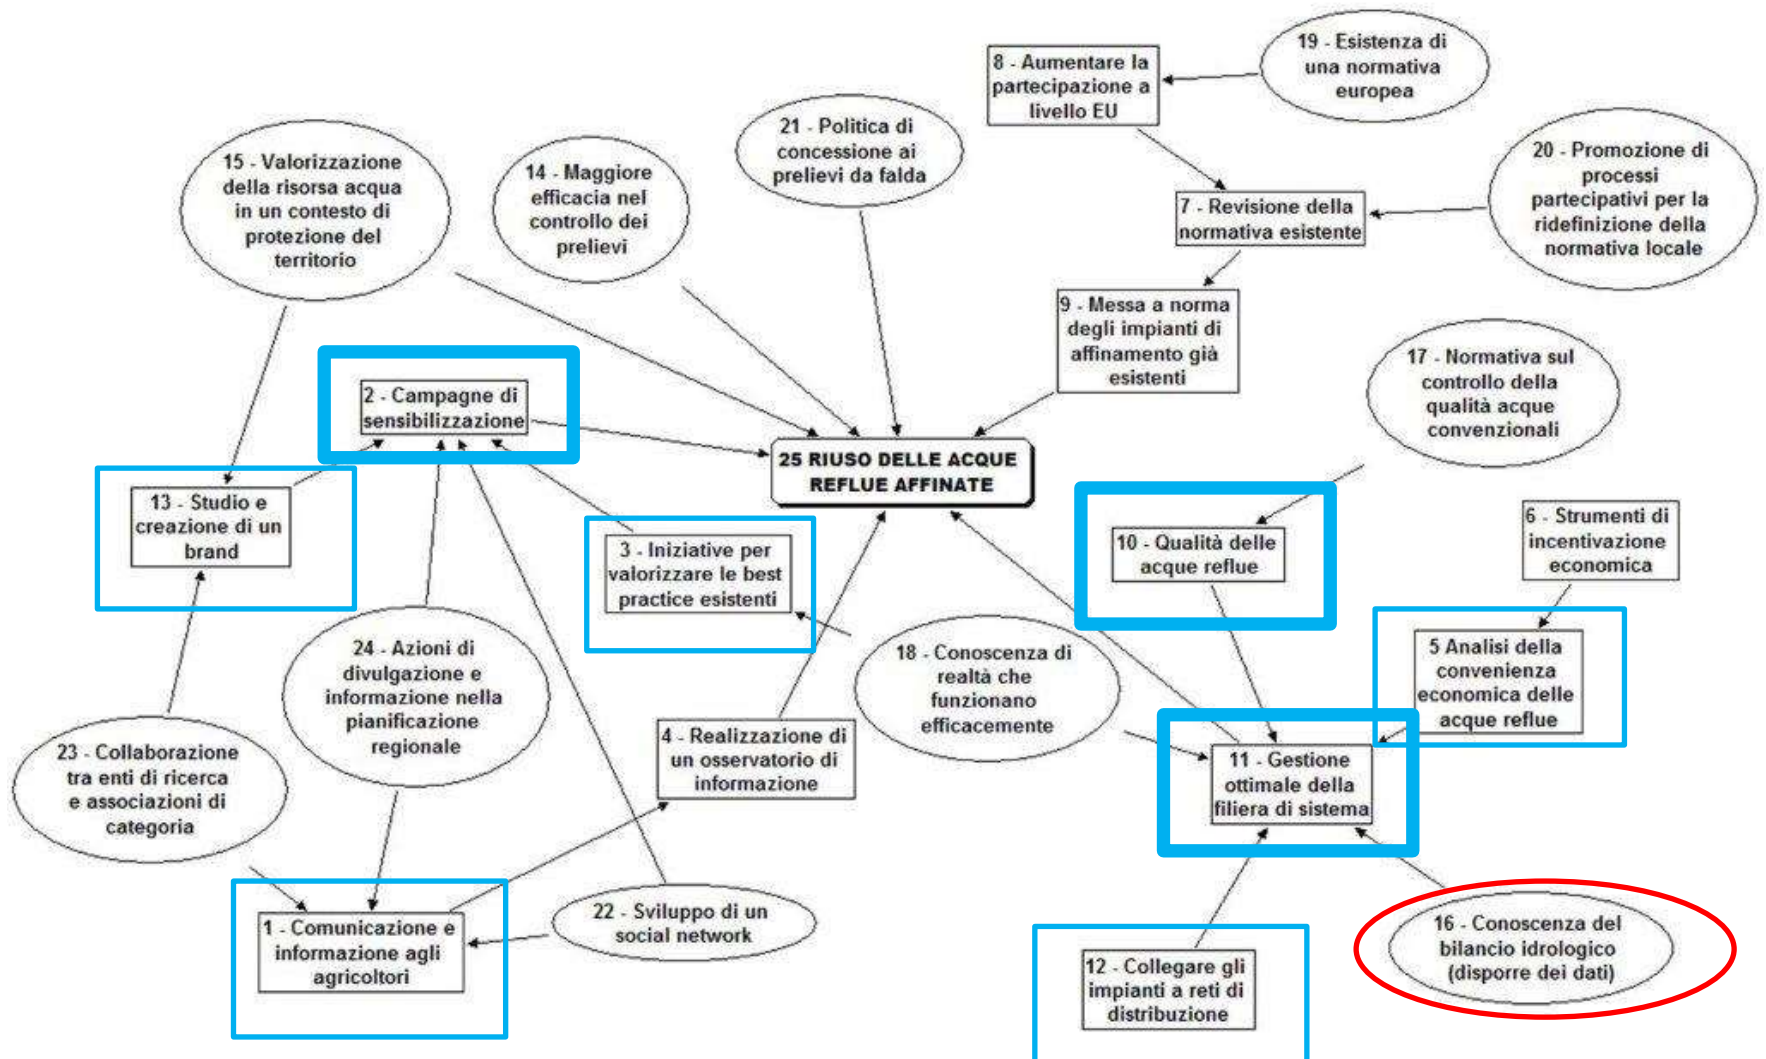 19 - Esistenza di
una normativa
europea
8 - Aumentare la
partecipazione a
livello EU
21 - Politica di
concessione ai
prelievi da falda
15 - Valorizzazione
della risorsa acqua
in un contesto di
protezione del
territorio
14 - Maggiore
efficacia nel
controllo dei
prelievi
20 - Promozione di
processi
partecipativi per la
ridefinizione della
normativa locale
7 - Revisione della
normativa esistente
9 - Messa a norma
degli impianti di
affinamento già
esistenti
17 - Normativa sul
controllo della
qualità acque
convenzionali
2 - Campagne di
sensibilizzazione
25 RIUSO DELLE ACQUE
REFLUE AFFINATE
13 - Studio e
creazione di un
brand
3 - Iniziative per
valorizzare le best
practice esistenti
10 - Qualità delle
acque reflue
6 - Strumenti di
incentivazione
economica
24 - Azioni di
divulgazione e
informazione nella
pianificazione
regionale
18 - Conoscenza di
realtà che
funzionano
efficacemente
5 Analisi della
convenienza
economica delle
acque reflue
23 - Collaborazione
tra enti di ricerca
e associazioni di
categoria
4 - Realizzazione di
un osservatorio di
informazione
11 - Gestione
ottimale della
filiera di sistema
1 - Comunicazione e
informazione agli
agricoltori
22 - Sviluppo di un
social network
12 - Collegare gli
impianti a reti di
distribuzione
16 - Conoscenza del
bilancio idrologico
(disporre dei dati)